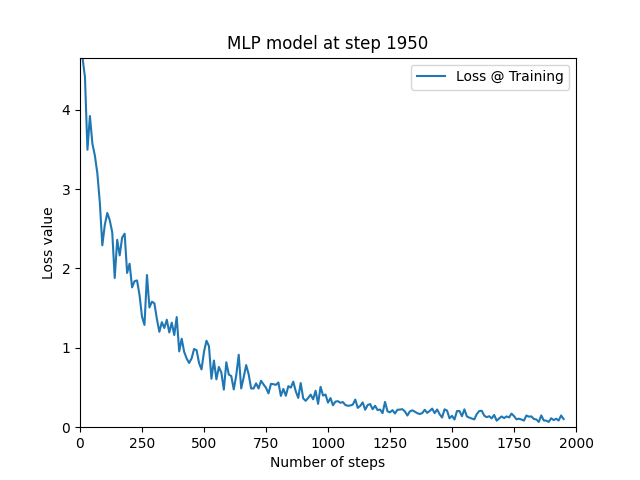 MLP model at step 1950
Loss @ Training
Loss value
4
3
2
1
0
0 250 500 750 1000 1250 1500 1750 2000
Number of steps